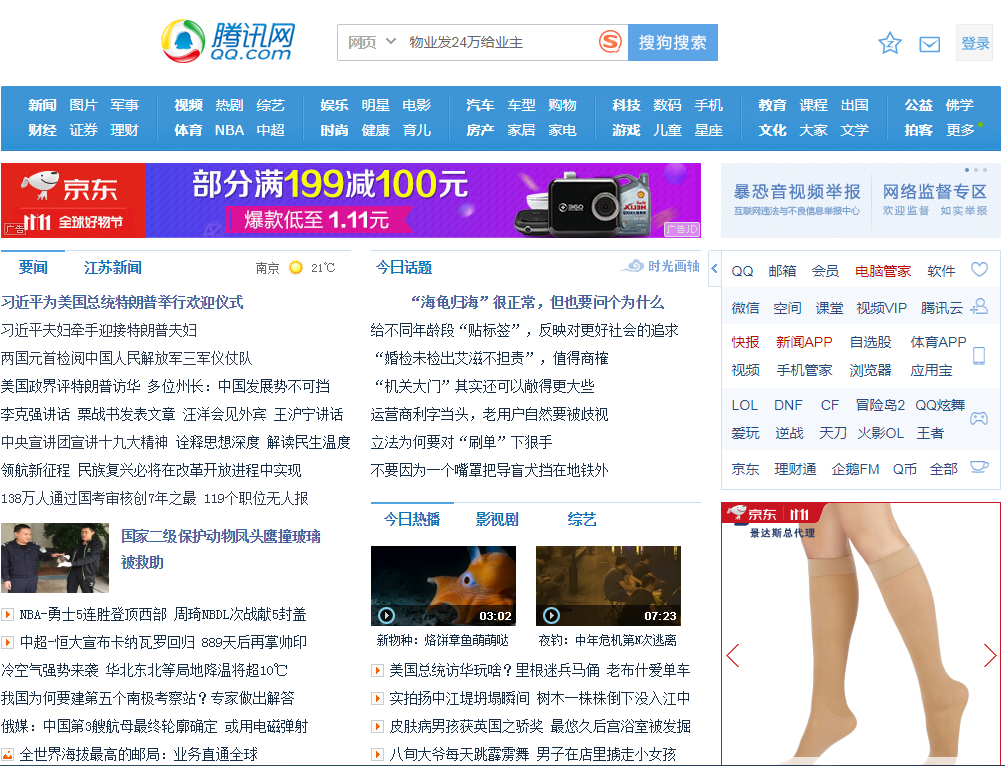 腾讯网
QQ.com
网页 物业发24万给业主 搜狗搜索
登录
新闻 图片 军事 视频 热剧 综艺 娱乐 明星 电影 汽车 车型 购物 科技 数码 手机 教育 课程 出国 公益 佛学
财经 证券 理财 体育 NBA 中超 时尚 健康 育儿 房产 家居 家电 游戏 儿童 星座 文化 大家 文学 拍客 更多
京东
11.11 全球好物节
广告
部分满199减100元
爆款低至 1.11元
360
广告JD
暴恐音视频举报
互联网违法与不良信息举报中心
网络监督专区
欢迎监督 如实举报
要闻 江苏新闻 南京 21℃
习近平为美国总统特朗普举行欢迎仪式
习近平夫妇牵手迎接特朗普夫妇
两国元首检阅中国人民解放军三军仪仗队
美国政界评特朗普访华 多位州长：中国发展势不可挡
李克强讲话 栗战书发表文章 汪洋会见外宾 王沪宁讲话
中央宣讲团宣讲十九大精神 诠释思想深度 解读民生温度
领航新征程 民族复兴必将在改革开放进程中实现
138万人通过国考审核创7年之最 119个职位无人报
国家二级保护动物凤头鹰撞玻璃
被救助
NBA-勇士5连胜登顶西部 周琦NBDL次战献5封盖
中超-恒大宣布卡纳瓦罗回归 889天后再掌帅印
冷空气强势来袭 华北东北等局地降温将超10℃
我国为何要建第五个南极考察站？专家做出解答
俄媒：中国第3艘航母最终轮廓确定 或用电磁弹射
全世界海拔最高的邮局：业务直通全球
今日话题 时光画轴
“海龟归海”很正常，但也要问个为什么
给不同年龄段“贴标签”，反映对更好社会的追求
“婚检未检出艾滋不担责”，值得商榷
“机关大门”其实还可以敞得更大些
运营商利字当头，老用户自然要被歧视
立法为何要对“刷单”下狠手
不要因为一个嘴罩把导盲犬挡在地铁外
今日热播 影视剧 综艺
03:02
07:23
新物种：烙饼章鱼萌萌哒
夜钓：中年危机第N次逃离
美国总统访华玩啥？里根迷兵马俑 老布什爱单车
实拍扬中江堤坍塌瞬间 树木一株株倒下没入江中
皮肤病男孩获英国之骄奖 最悠久后宫浴室被发掘
八旬大爷每天跳霹雳舞 男子在店里掳走小女孩
QQ 邮箱 会员 电脑管家 软件
微信 空间 课堂 视频VIP 腾讯云
快报 新闻APP 自选股 体育APP
视频 手机管家 浏览器 应用宝
LOL DNF CF 冒险岛2 QQ炫舞
爱玩 逆战 天刀 火影OL 王者
京东 理财通 企鹅FM Q币 全部
京东 11.11
景达斯总代理